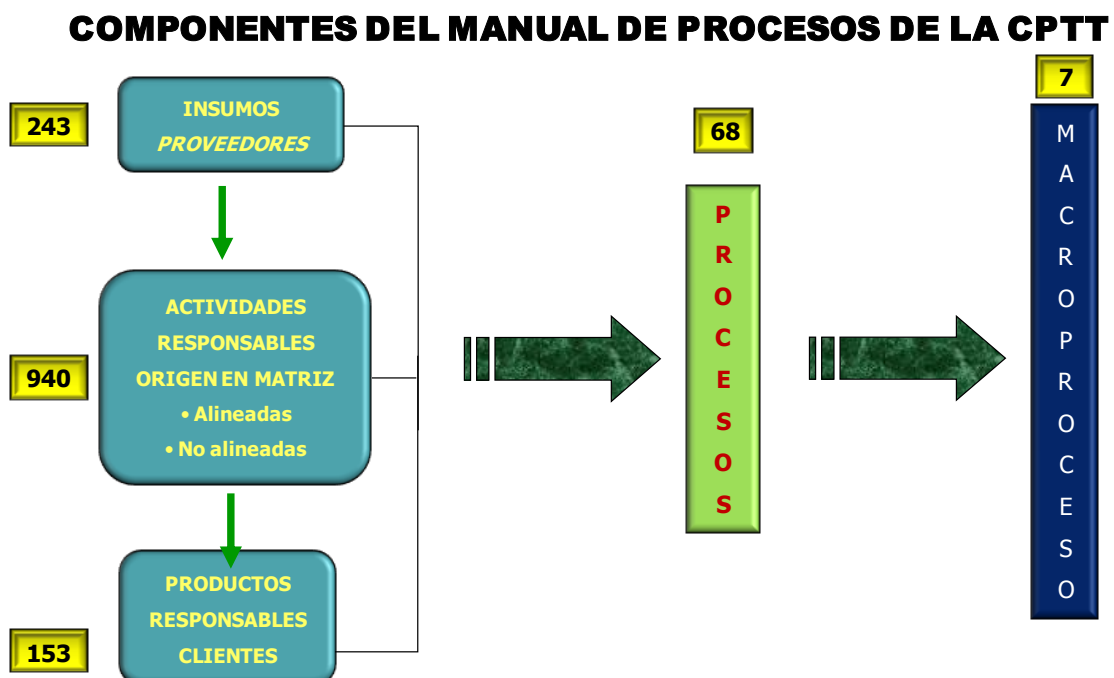 COMPONENTES DEL MANUAL DE PROCESOS DE LA CPTT
243
INSUMOS
PROVEEDORES
940
ACTIVIDADES
RESPONSABLES
ORIGEN EN MATRIZ
• Alineadas
• No alineadas
153
PRODUCTOS
RESPONSABLES
CLIENTES
68
P
R
O
C
E
S
O
S
7
M
A
C
R
O
P
R
O
C
E
S
O